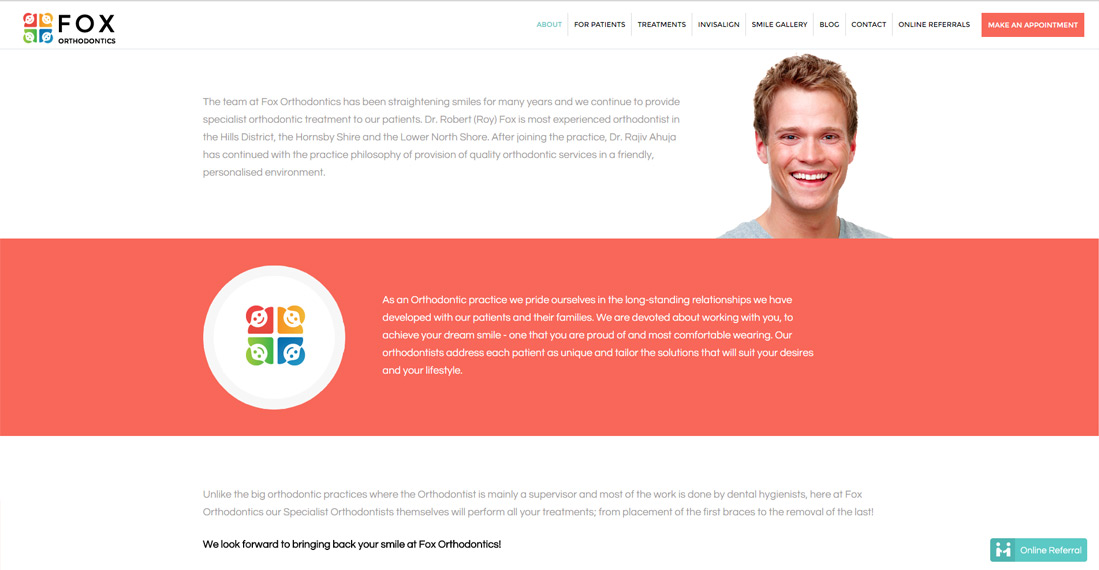 FOX
ORTHODONTICS
ABOUT
FOR PATIENTS
TREATMENTS
INVISALIGN
SMILE GALLERY
BLOG
CONTACT
ONLINE REFERRALS
MAKE AN APPOINTMENT
The team at Fox Orthodontics has been straightening smiles for many years and we continue to provide
specialist orthodontic treatment to our patients. Dr. Robert (Roy) Fox is most experienced orthodontist in
the Hills District, the Hornsby Shire and the Lower North Shore. After joining the practice, Dr. Rajiv Ahuja
has continued with the practice philosophy of provision of quality orthodontic services in a friendly,
personalised environment.
As an Orthodontic practice we pride ourselves in the long-standing relationships we have
developed with our patients and their families. We are devoted about working with you, to
achieve your dream smile - one that you are proud of and most comfortable wearing. Our
orthodontists address each patient as unique and tailor the solutions that will suit your desires
and your lifestyle.
Unlike the big orthodontic practices where the Orthodontist is mainly a supervisor and most of the work is done by dental hygienists, here at Fox
Orthodontics our Specialist Orthodontists themselves will perform all your treatments; from placement of the first braces to the removal of the last!
We look forward to bringing back your smile at Fox Orthodontics!
Online Referral